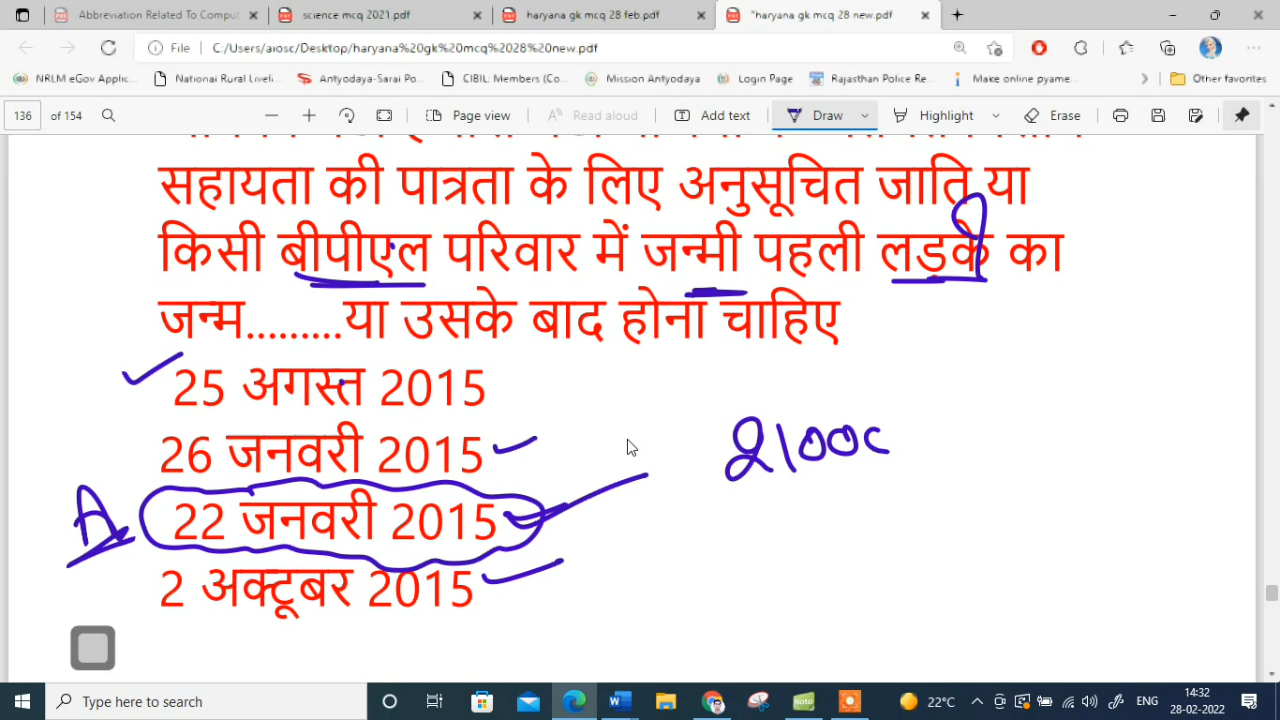 Abbreviation Related To Comput
science mcq 2021.pdf
haryana gk mcq 28 feb.pdf
*haryana gk mcq 28 new.pdf
File
C:/Users/aiosc/Desktop/haryana%20gk%20mcq%2028%20new.pdf
NRLM eGov Applic...
National Rural Liveli...
Antyodaya-Sarai Po...
CIBIL: Members (Co...
Mission Antyodaya
Login Page
Rajasthan Police Re...
Make online pyame...
Other favorites
136 of 154
Page view
Read aloud
Add text
Draw
Highlight
Erase
सहायता की पात्रता के लिए अनुसूचित जाति या
किसी बीपीएल परिवार में जन्मी पहली लड़के का
जन्म.........या उसके बाद होना चाहिए
25 अगस्त 2015
26 जनवरी 2015
2100c
A
22 जनवरी 2015
2 अक्टूबर 2015
Type here to search
22°C
ENG
14:32
28-02-2022